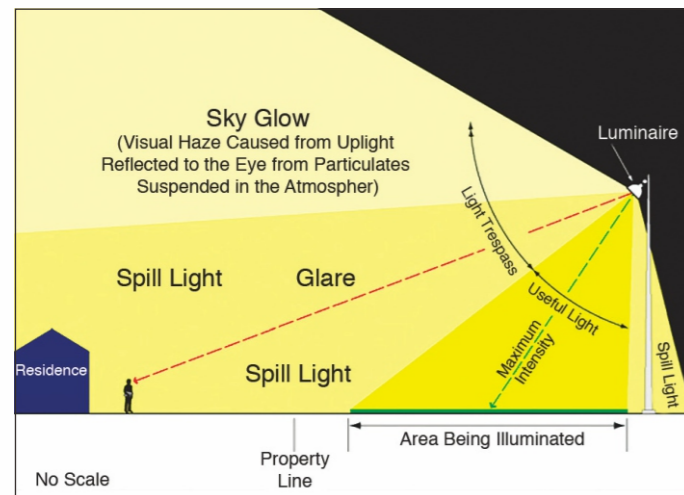 Sky Glow
(Visual Haze Caused from Uplight
Reflected to the Eye from Particulates
Suspended in the Atmospher)
Luminaire
Light Trespass
Useful Light
Spill Light
Glare
Maximum
Intensity
Spill Light
Residence
Spill Light
Area Being Illuminated
Property
Line
No Scale